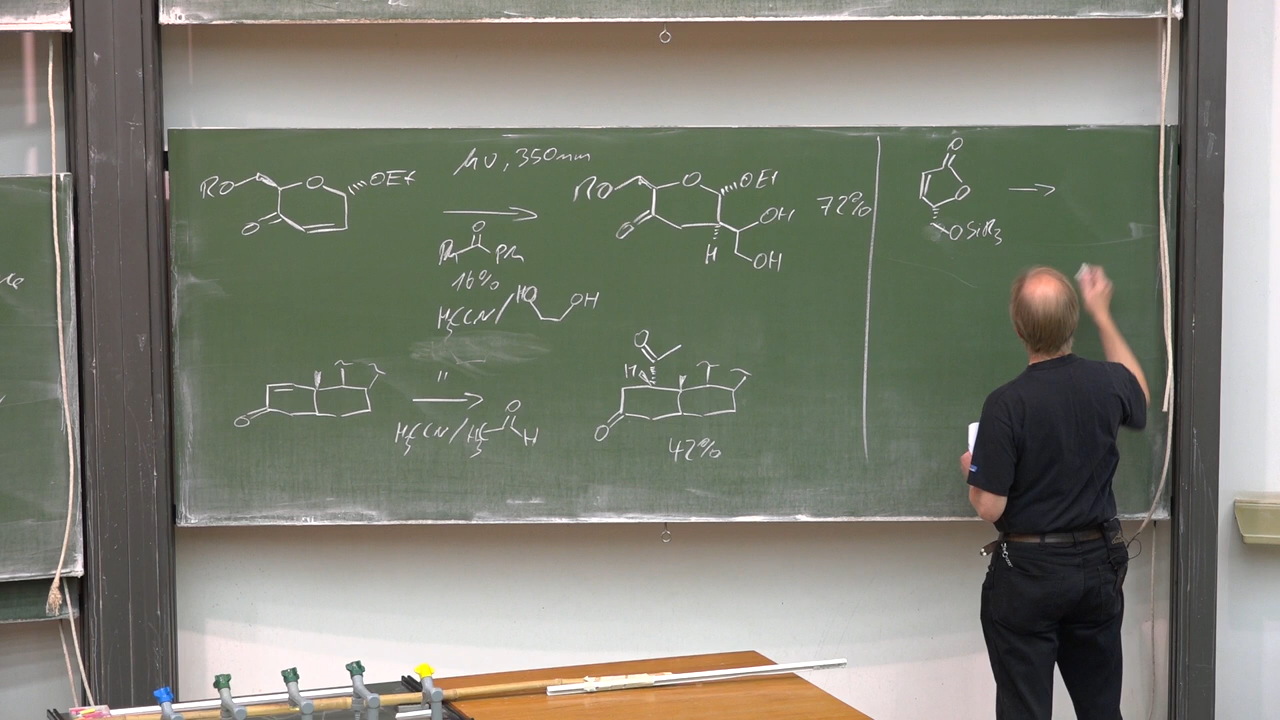 hν, 350nm
RO O OEt
O
O
Ph Ph
16%
H3CCN/HO OH
RO O OEt
O OH
H OH
72%
O
O
OSiR3
O
"
H3CCN/H3C O H
O
H
O
42%